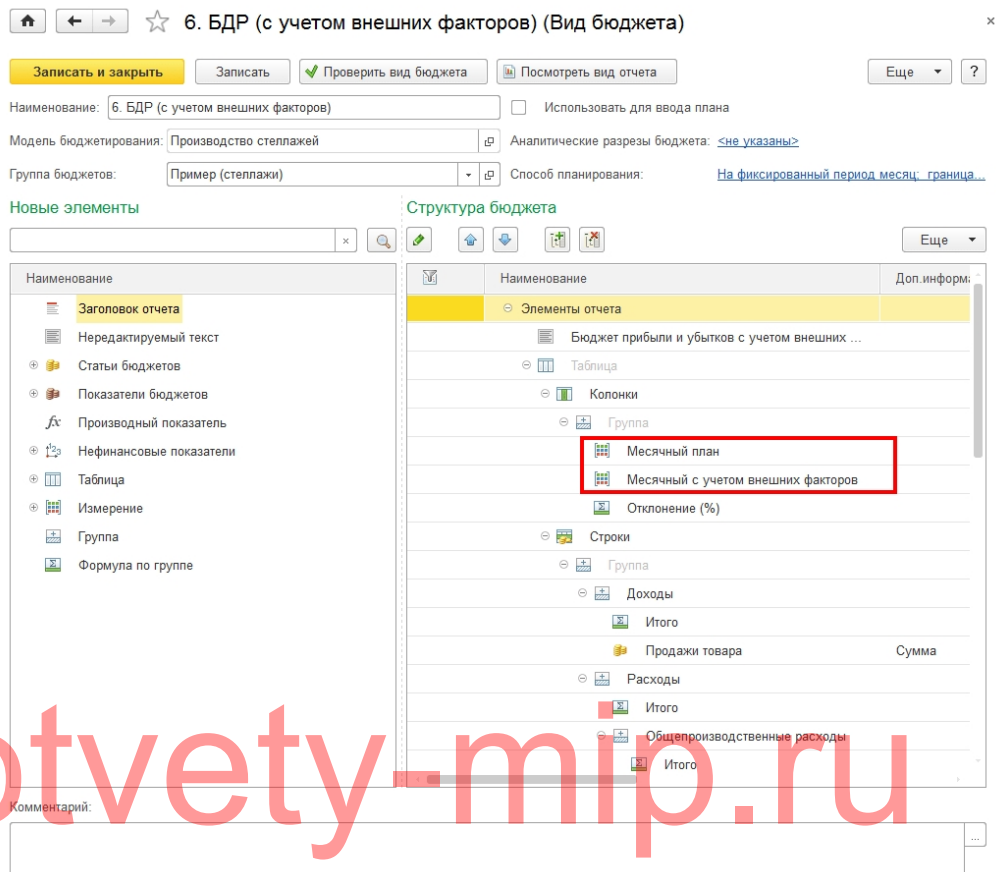 6. БДР (с учетом внешних факторов) (Вид бюджета)
×
Записать и закрыть
Записать
Проверить вид бюджета
Посмотреть вид отчета
Еще
?
Наименование: 6. БДР (с учетом внешних факторов)
Использовать для ввода плана
Модель бюджетирования: Производство стеллажей
Аналитические разрезы бюджета: <не указаны>
Группа бюджетов: Пример (стеллажи)
Способ планирования: На фиксированный период месяц; граница...
Новые элементы
Структура бюджета
×
Еще
Наименование
Заголовок отчета
Нередактируемый текст
Статьи бюджетов
Показатели бюджетов
fx Производный показатель
123 Нефинансовые показатели
Таблица
Измерение
Группа
Σ Формула по группе
Наименование Доп.информа
Элементы отчета
Бюджет прибыли и убытков с учетом внешних ...
Таблица
Колонки
Группа
Месячный план
Месячный с учетом внешних факторов
Σ Отклонение (%)
Строки
Группа
Доходы
Σ Итого
Продажи товара Сумма
Расходы
Σ Итого
Общепроизводственные расходы
Σ Итого
otvety-mip.ru
Комментарий:
...